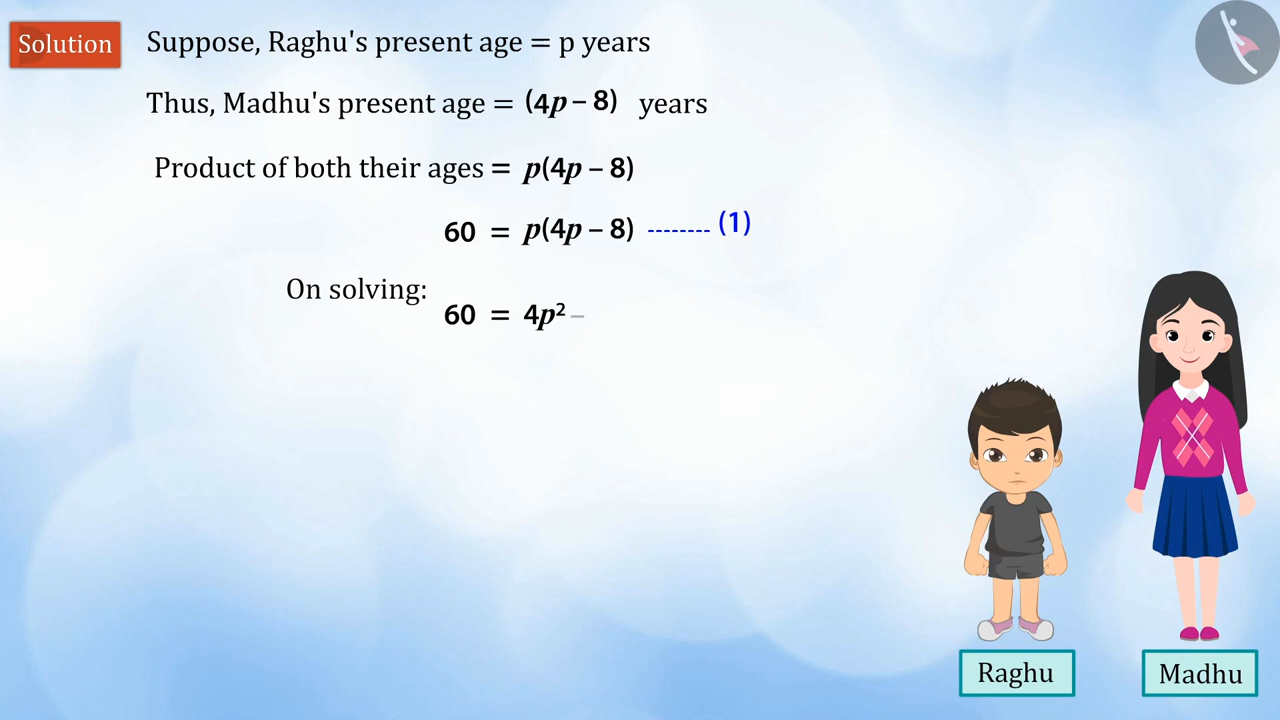 Solution
Suppose, Raghu's present age = p years
Thus, Madhu's present age = (4p – 8) years
Product of both their ages = p(4p – 8)
60 = p(4p – 8) -------- (1)
On solving:
60 = 4p² –
Raghu
Madhu